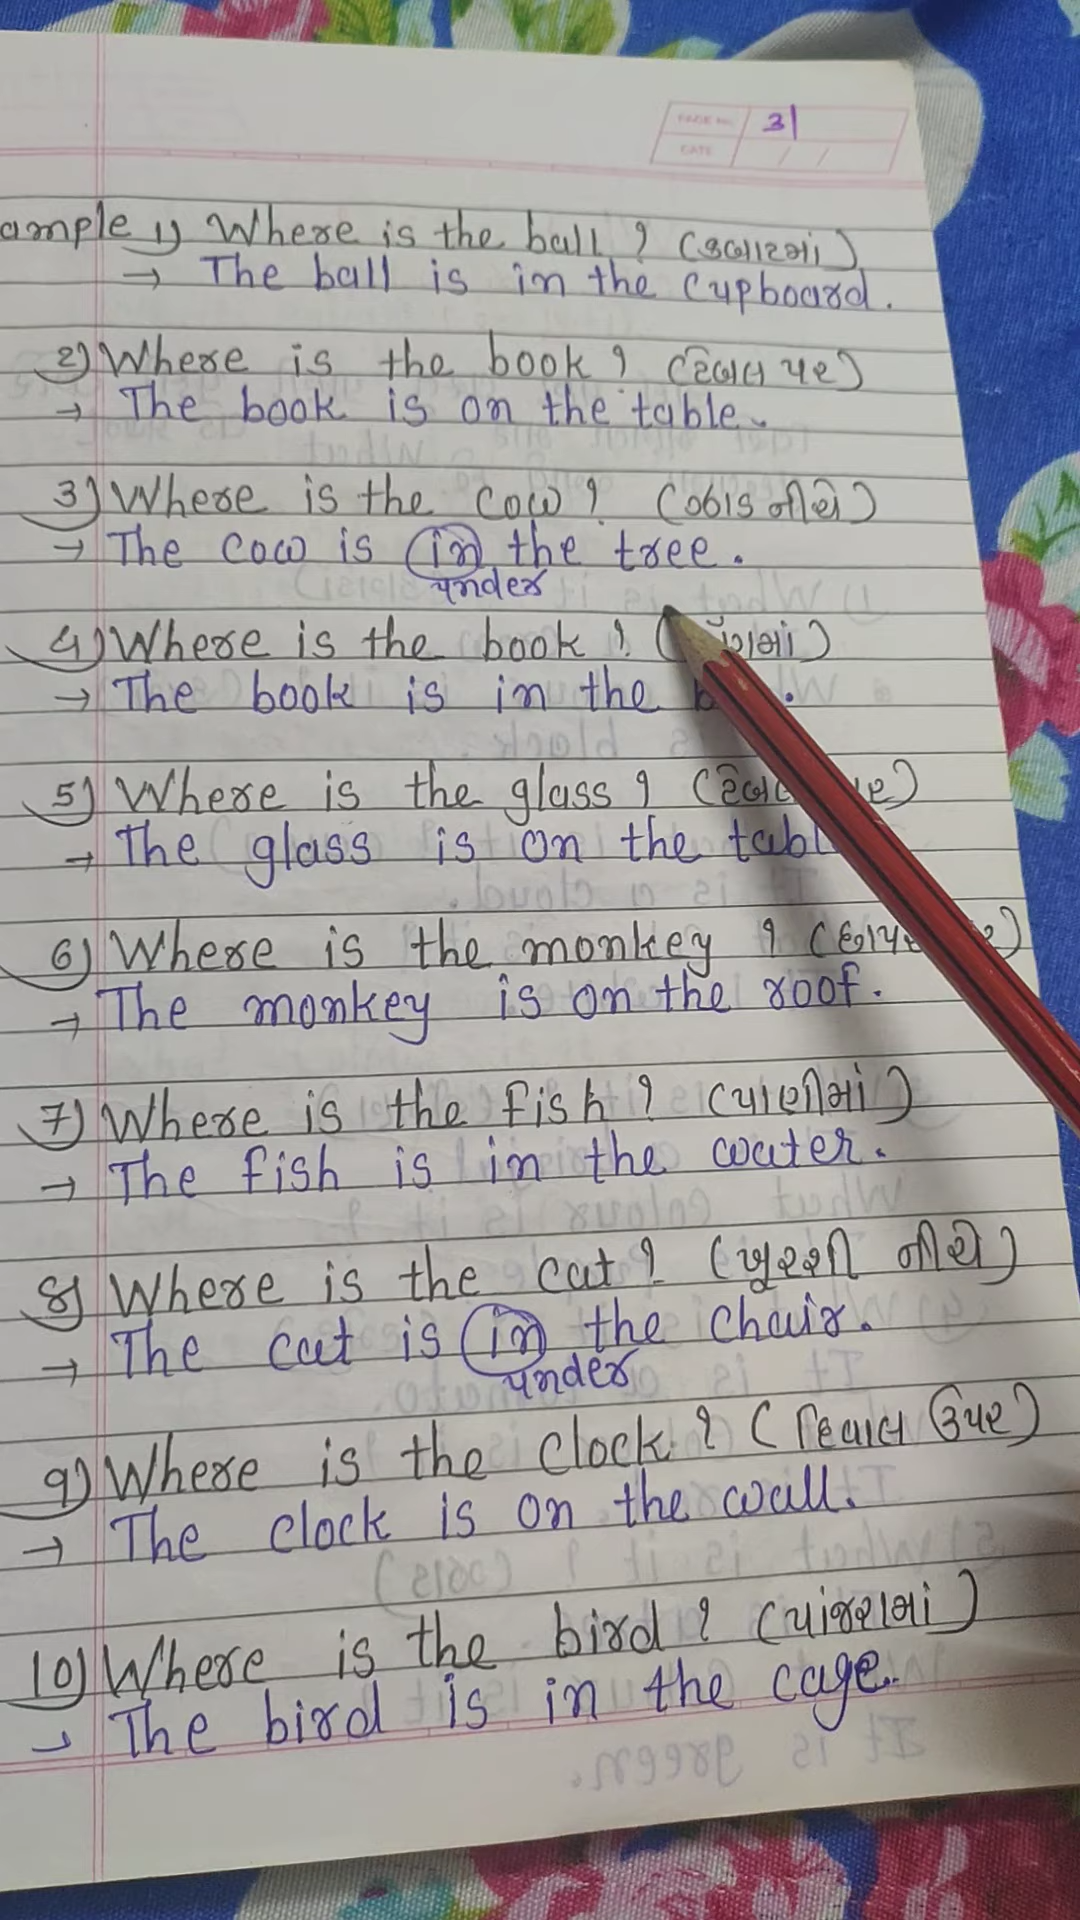 PAGE NO. 31
DATE / /
ample 1) Where is the ball ? (કબાટમાં)
→ The ball is in the cupboard.
2) Where is the book ? (ટેબલ પર)
→ The book is on the table.
3) Where is the cow ? (ઝાડ નીચે)
→ The cow is in the tree.
under
4) Where is the book ?
→ The book is in the
5) Where is the glass ?
→ The glass is on the
6) Where is the monkey ?
→ The monkey is on the roof.
7) Where is the fish ? (પાણીમાં)
→ The fish is in the water.
8) Where is the cat ? (ખુરશી નીચે)
→ The cat is in the chair.
under
9) Where is the clock ? (દિવાલ ઉપર)
→ The clock is on the wall.
10) Where is the bird ? (પાંજરામાં)
→ The bird is in the cage.